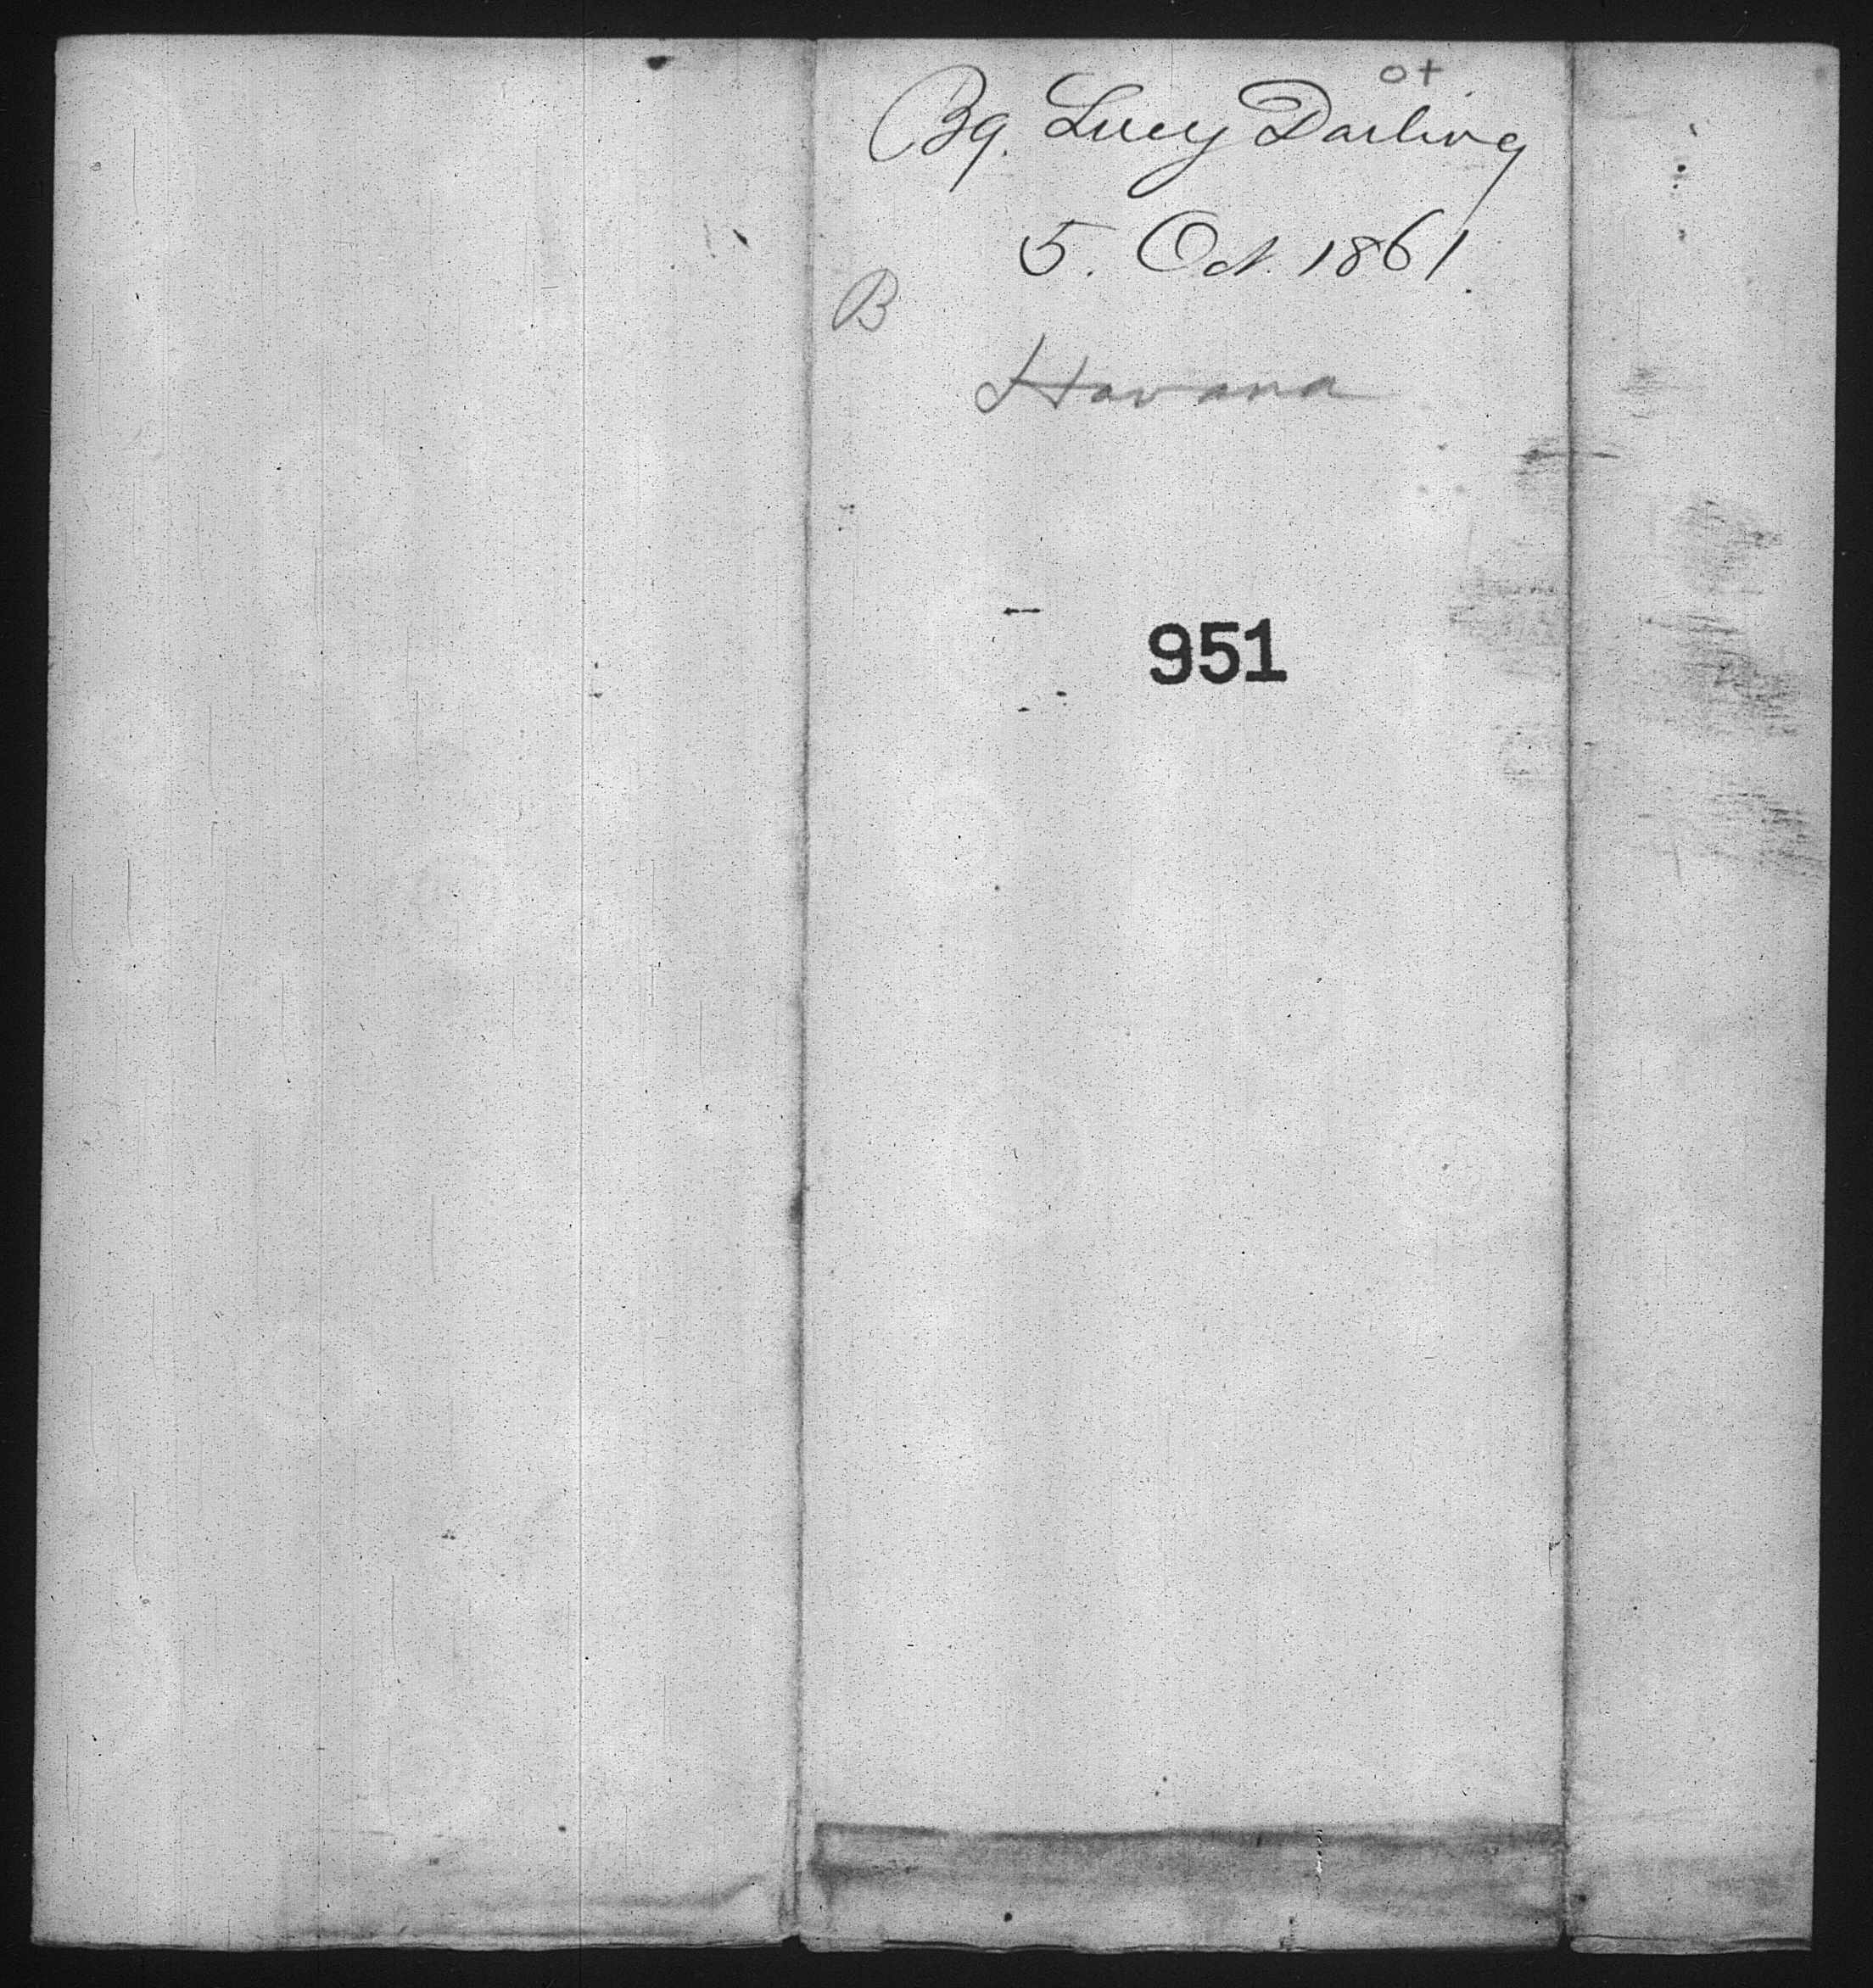 o+
Bg. Lucy Darling
5. Oct. 1861.
B
Havana
951